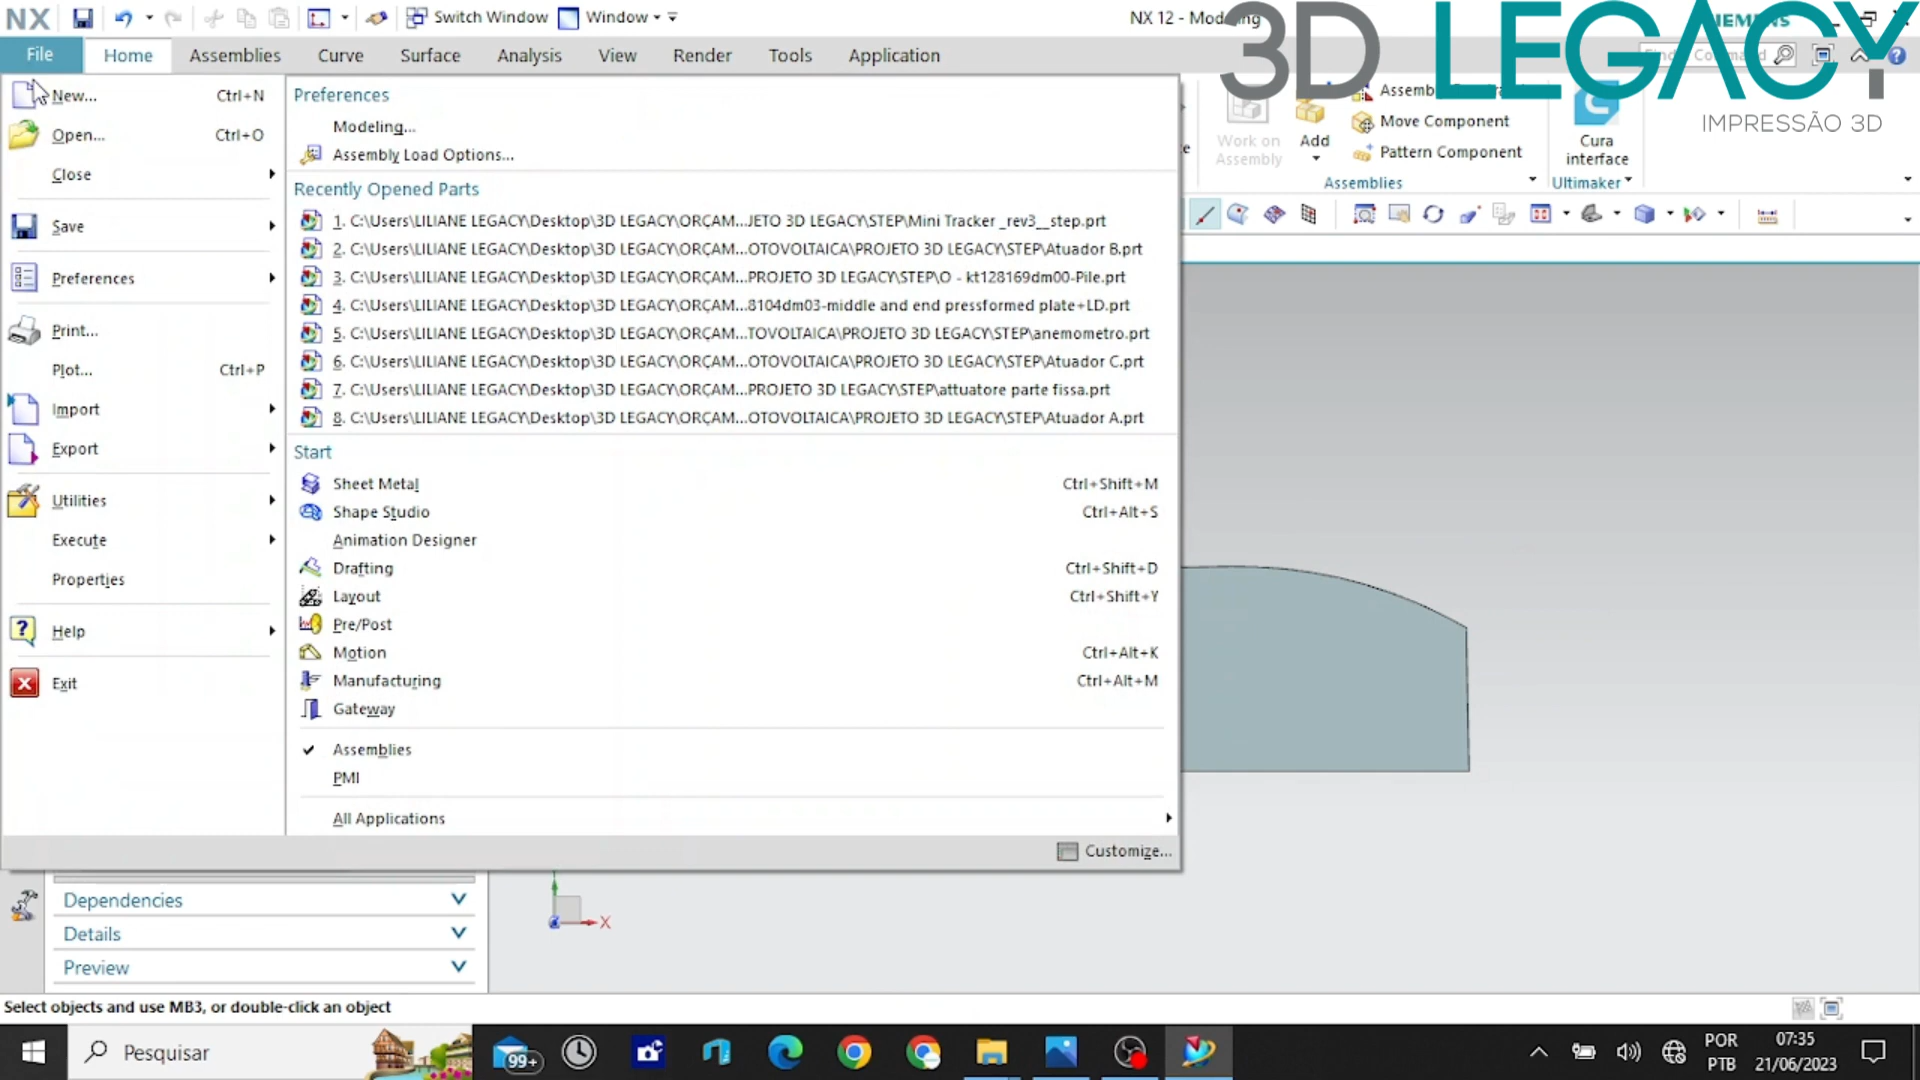 NX
Switch Window
Window
NX 12 - Modeling
3D LEGACY
IMPRESSÃO 3D
File
Home
Assemblies
Curve
Surface
Analysis
View
Render
Tools
Application
New...
Ctrl+N
Open...
Ctrl+O
Close
Save
Preferences
Print...
Plot...
Ctrl+P
Import
Export
Utilities
Execute
Properties
Help
Exit
Preferences
Modeling...
Assembly Load Options...
Recently Opened Parts
1. C:\Users\LILIANE LEGACY\Desktop\3D LEGACY\ORÇAM...JETO 3D LEGACY\STEP\Mini Tracker _rev3__step.prt
2. C:\Users\LILIANE LEGACY\Desktop\3D LEGACY\ORÇAM...OTOVOLTAICA\PROJETO 3D LEGACY\STEP\Atuador B.prt
3. C:\Users\LILIANE LEGACY\Desktop\3D LEGACY\ORÇAM...PROJETO 3D LEGACY\STEP\O - kt128169dm00-Pile.prt
4. C:\Users\LILIANE LEGACY\Desktop\3D LEGACY\ORÇAM...8104dm03-middle and end pressformed plate+LD.prt
5. C:\Users\LILIANE LEGACY\Desktop\3D LEGACY\ORÇAM...TOVOLTAICA\PROJETO 3D LEGACY\STEP\anemometro.prt
6. C:\Users\LILIANE LEGACY\Desktop\3D LEGACY\ORÇAM...OTOVOLTAICA\PROJETO 3D LEGACY\STEP\Atuador C.prt
7. C:\Users\LILIANE LEGACY\Desktop\3D LEGACY\ORÇAM...PROJETO 3D LEGACY\STEP\attuatore parte fissa.prt
8. C:\Users\LILIANE LEGACY\Desktop\3D LEGACY\ORÇAM...OTOVOLTAICA\PROJETO 3D LEGACY\STEP\Atuador A.prt
Start
Sheet Metal
Ctrl+Shift+M
Shape Studio
Ctrl+Alt+S
Animation Designer
Drafting
Ctrl+Shift+D
Layout
Ctrl+Shift+Y
Pre/Post
Motion
Ctrl+Alt+K
Manufacturing
Ctrl+Alt+M
Gateway
Assemblies
PMI
All Applications
Customize...
Work on
Assembly
Add
Move Component
Pattern Component
Assemblies
Cura
interface
Ultimaker
Dependencies
Details
Preview
X
Select objects and use MB3, or double-click an object
Pesquisar
99+
POR
PTB
07:35
21/06/2023